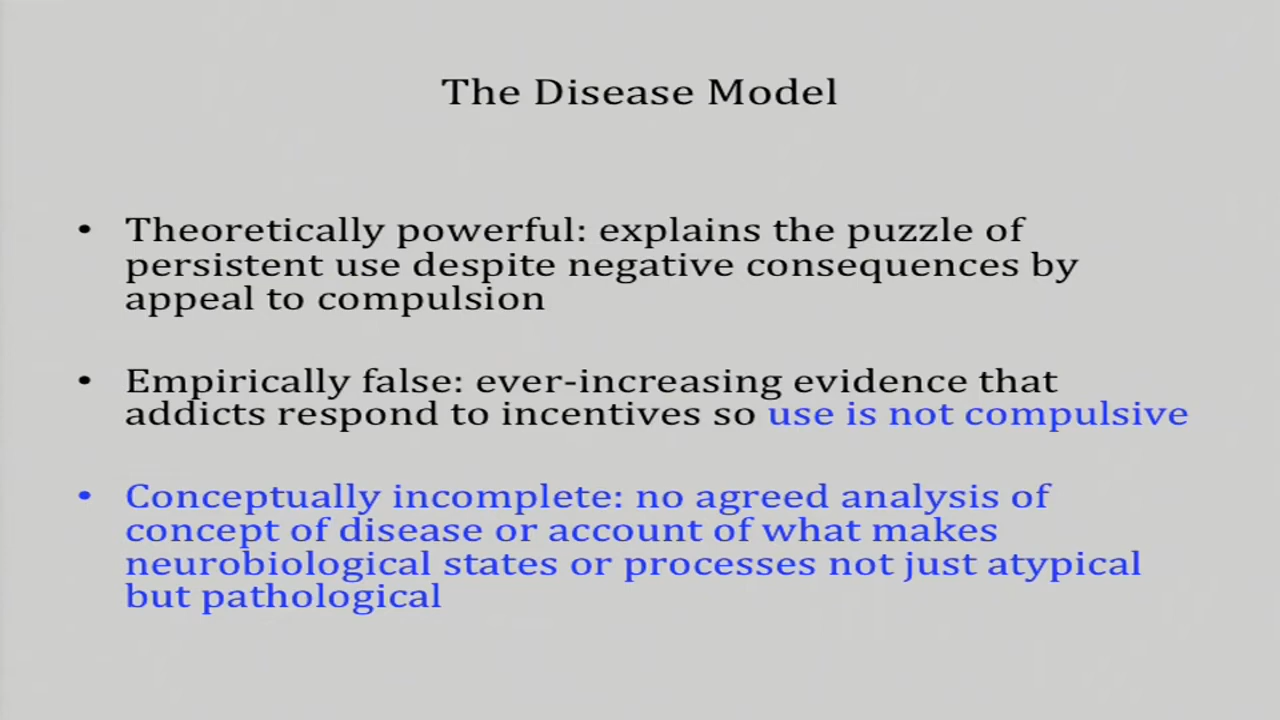 The Disease Model
• Theoretically powerful: explains the puzzle of
persistent use despite negative consequences by
appeal to compulsion
• Empirically false: ever-increasing evidence that
addicts respond to incentives so use is not compulsive
• Conceptually incomplete: no agreed analysis of
concept of disease or account of what makes
neurobiological states or processes not just atypical
but pathological